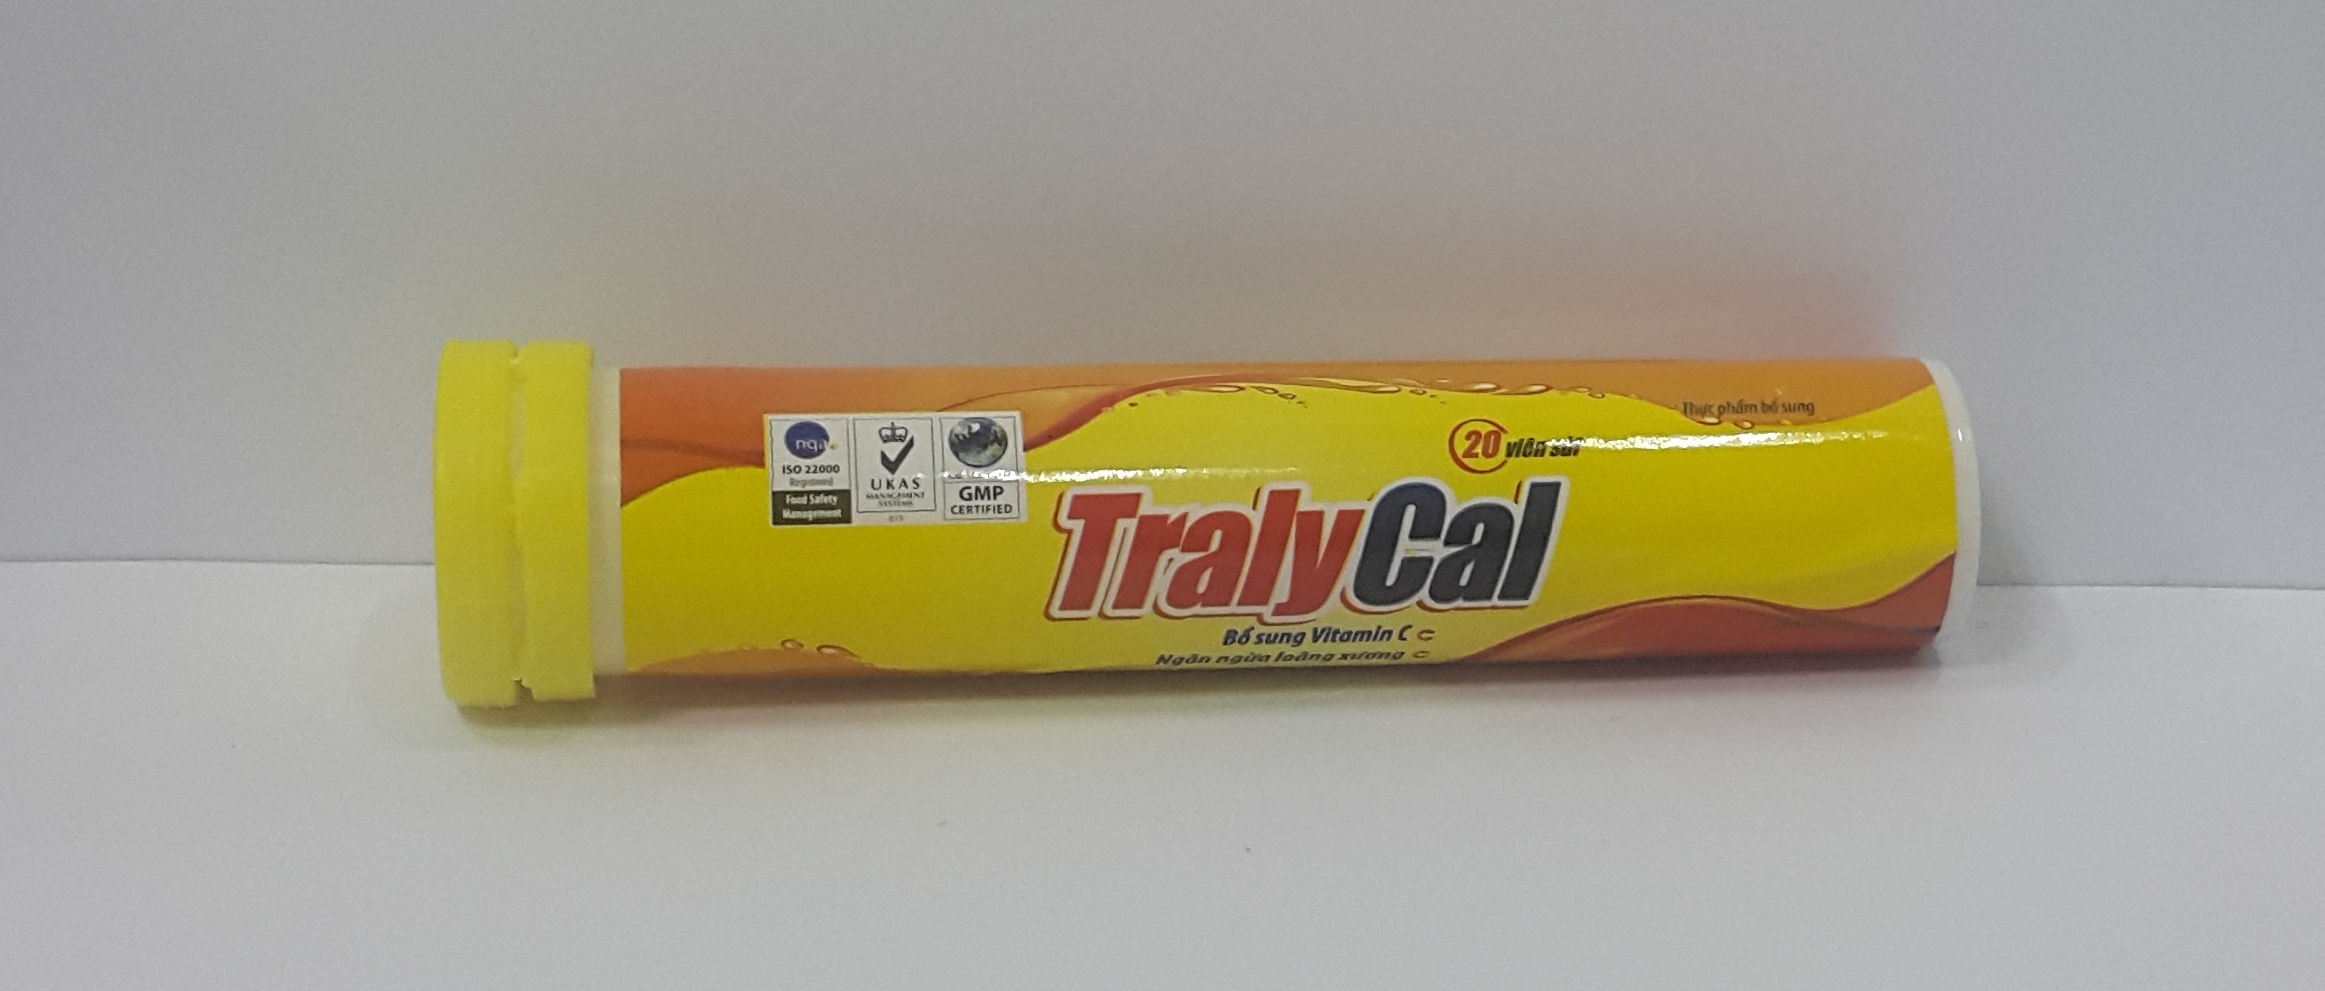 nqa
ISO 22000
Registered
Food Safety
Management
UKAS
MANAGEMENT
SYSTEMS
015
GMP
CERTIFIED
Thực phẩm bổ sung
20 viên sủi
TralyCal
Bổ sung Vitamin C
Ngăn ngừa loãng xương